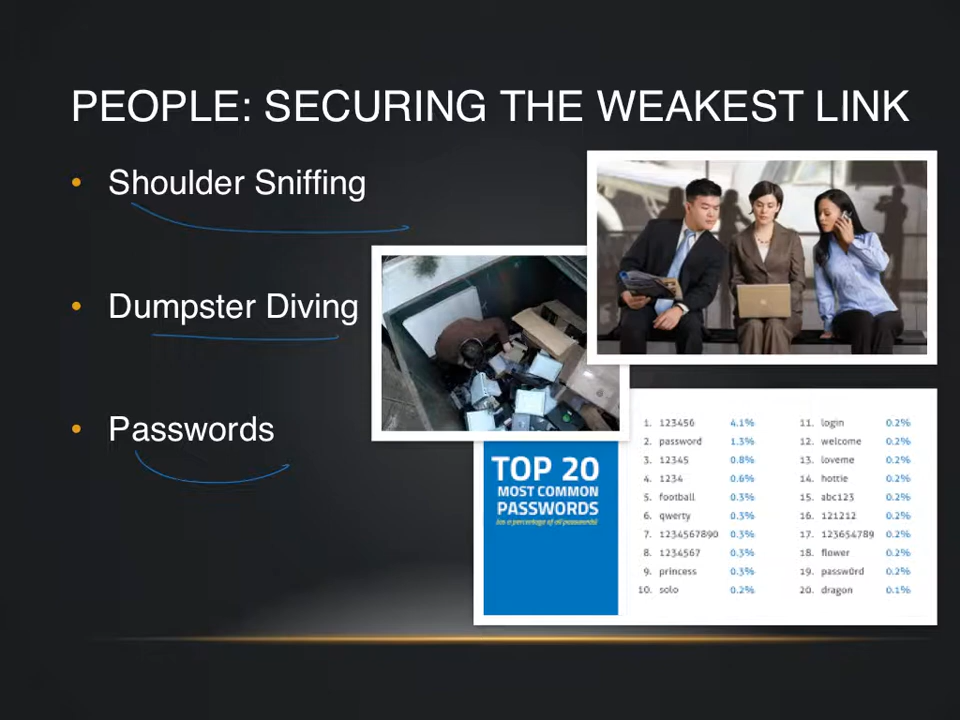 PEOPLE: SECURING THE WEAKEST LINK
• Shoulder Sniffing
• Dumpster Diving
• Passwords
TOP 20
MOST COMMON
PASSWORDS
(as a percentage of all passwords)
1. 123456 4.1%
2. password 1.3%
3. 12345 0.8%
4. 1234 0.6%
5. football 0.3%
6. qwerty 0.3%
7. 1234567890 0.3%
8. 1234567 0.3%
9. princess 0.3%
10. solo 0.2%
11. login 0.2%
12. welcome 0.2%
13. loveme 0.2%
14. hottie 0.2%
15. abc123 0.2%
16. 121212 0.2%
17. 123654789 0.2%
18. flower 0.2%
19. passw0rd 0.2%
20. dragon 0.1%